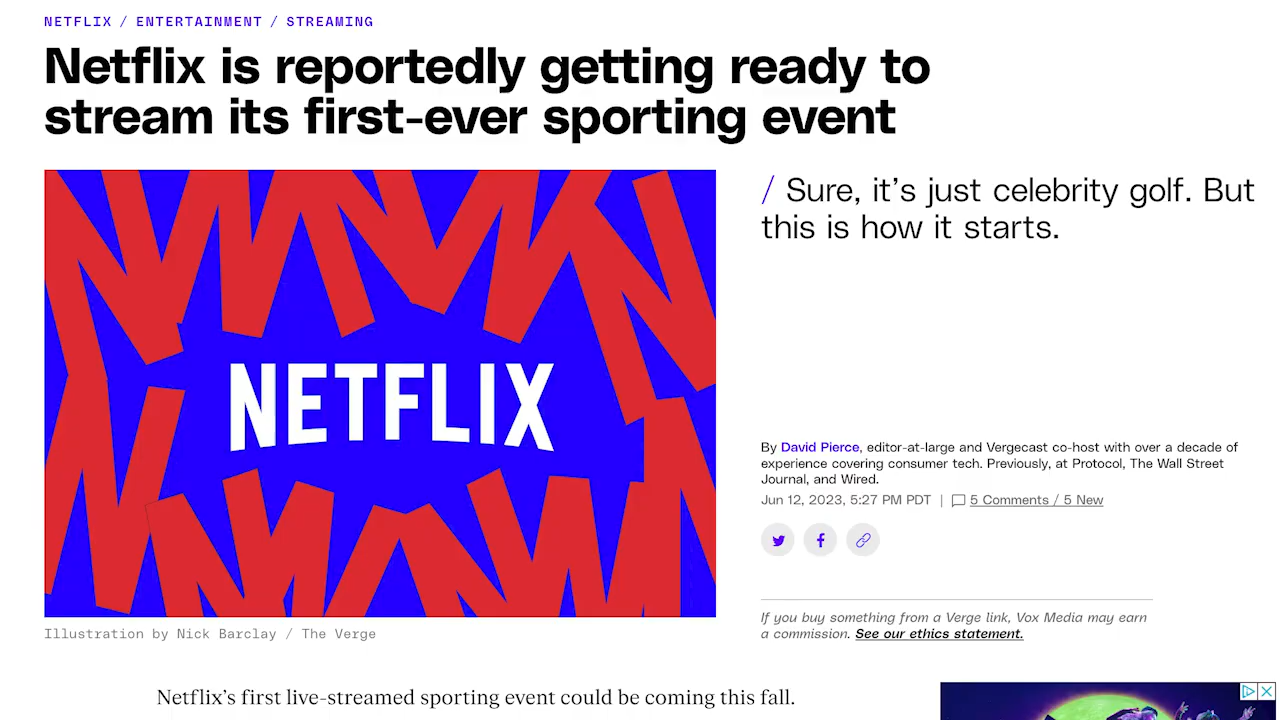 NETFLIX / ENTERTAINMENT / STREAMING
Netflix is reportedly getting ready to
stream its first-ever sporting event
/ Sure, it’s just celebrity golf. But
this is how it starts.
NETFLIX
By David Pierce, editor-at-large and Vergecast co-host with over a decade of
experience covering consumer tech. Previously, at Protocol, The Wall Street
Journal, and Wired.
Jun 12, 2023, 5:27 PM PDT | 5 Comments / 5 New
If you buy something from a Verge link, Vox Media may earn
a commission. See our ethics statement.
Illustration by Nick Barclay / The Verge
Netflix’s first live-streamed sporting event could be coming this fall.